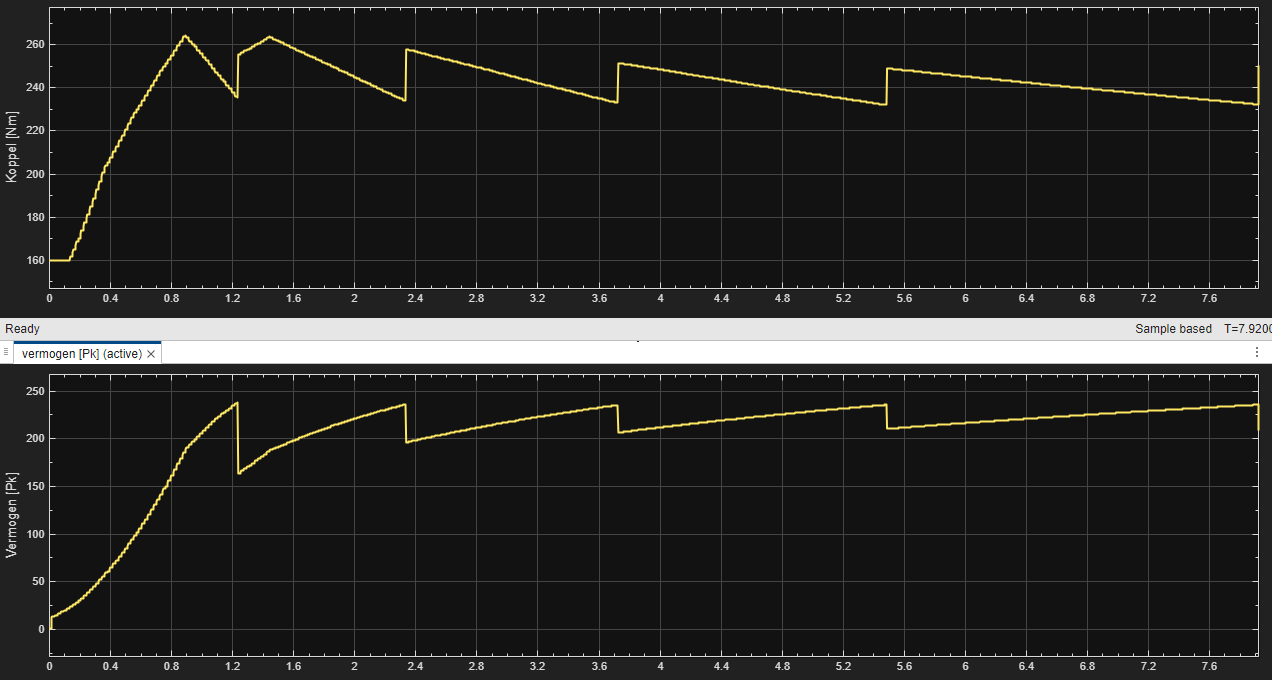 Koppel [Nm]
260
240
220
200
180
160
0 0.4 0.8 1.2 1.6 2 2.4 2.8 3.2 3.6 4 4.4 4.8 5.2 5.6 6 6.4 6.8 7.2 7.6
Ready Sample based T=7.920
vermogen [Pk] (active)
Vermogen [Pk]
250
200
150
100
50
0
0 0.4 0.8 1.2 1.6 2 2.4 2.8 3.2 3.6 4 4.4 4.8 5.2 5.6 6 6.4 6.8 7.2 7.6